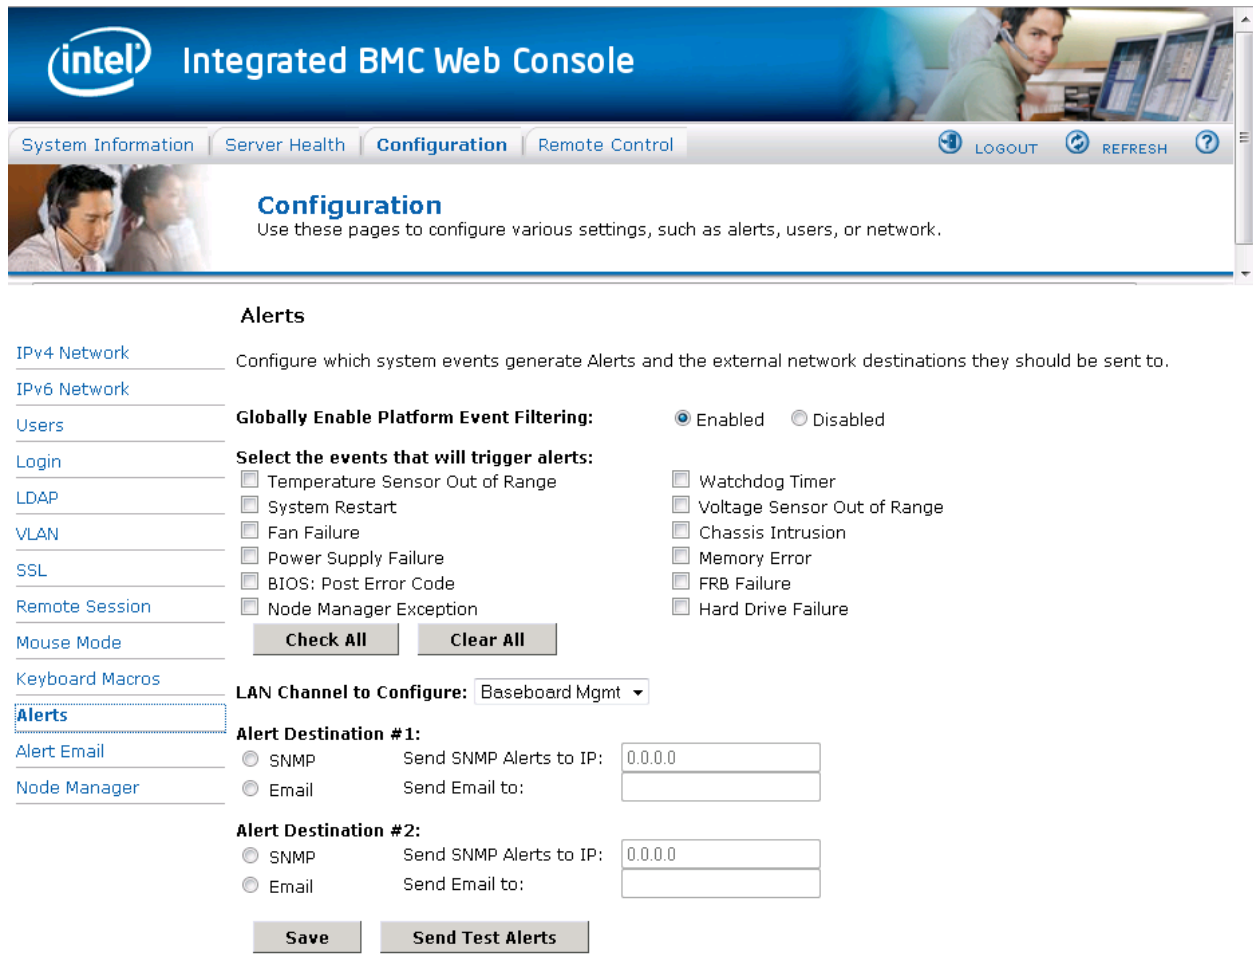 intel Integrated BMC Web Console
System Information Server Health Configuration Remote Control LOGOUT REFRESH ?
Configuration
Use these pages to configure various settings, such as alerts, users, or network.
IPv4 Network
IPv6 Network
Users
Login
LDAP
VLAN
SSL
Remote Session
Mouse Mode
Keyboard Macros
Alerts
Alert Email
Node Manager
Alerts
Configure which system events generate Alerts and the external network destinations they should be sent to.
Globally Enable Platform Event Filtering: Enabled Disabled
Select the events that will trigger alerts:
Temperature Sensor Out of Range Watchdog Timer
System Restart Voltage Sensor Out of Range
Fan Failure Chassis Intrusion
Power Supply Failure Memory Error
BIOS: Post Error Code FRB Failure
Node Manager Exception Hard Drive Failure
Check All Clear All
LAN Channel to Configure: Baseboard Mgmt
Alert Destination #1:
SNMP Send SNMP Alerts to IP: 0.0.0.0
Email Send Email to:
Alert Destination #2:
SNMP Send SNMP Alerts to IP: 0.0.0.0
Email Send Email to:
Save Send Test Alerts